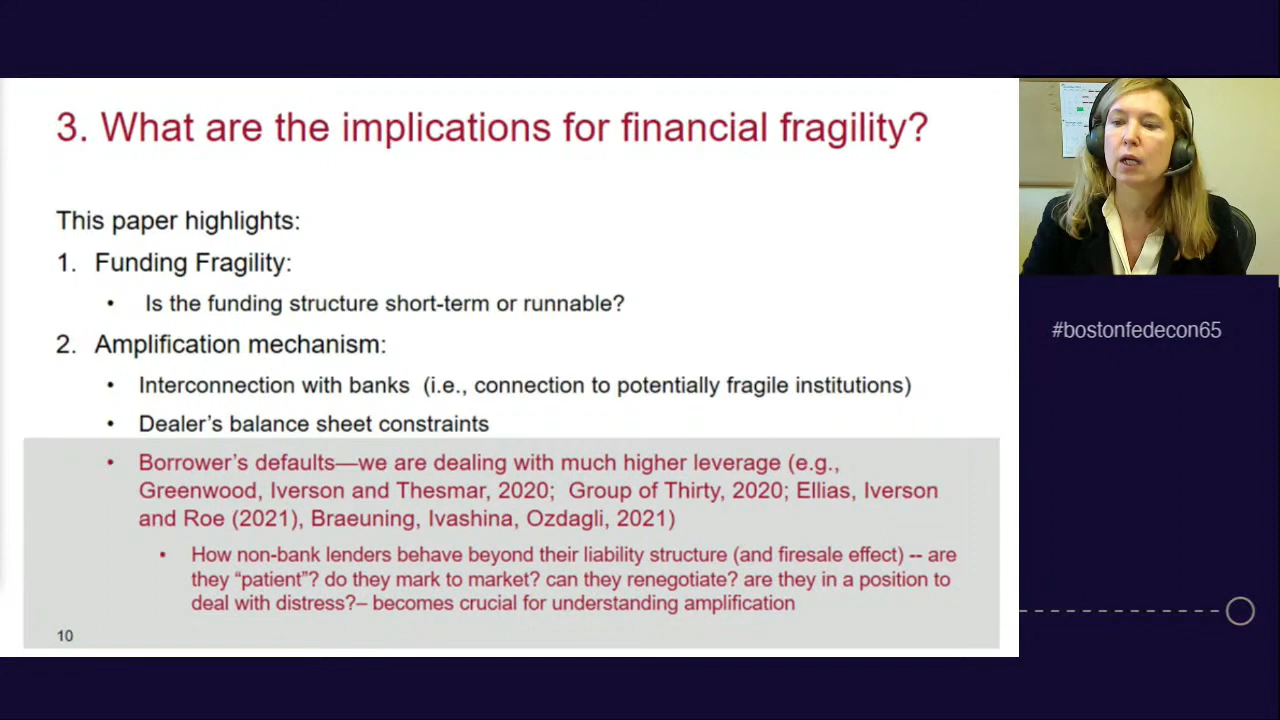 3. What are the implications for financial fragility?
This paper highlights:
1. Funding Fragility:
• Is the funding structure short-term or runnable?
2. Amplification mechanism:
• Interconnection with banks (i.e., connection to potentially fragile institutions)
• Dealer's balance sheet constraints
• Borrower's defaults—we are dealing with much higher leverage (e.g.,
Greenwood, Iverson and Thesmar, 2020; Group of Thirty, 2020; Ellias, Iverson
and Roe (2021), Braeuning, Ivashina, Ozdagli, 2021)
• How non-bank lenders behave beyond their liability structure (and firesale effect) -- are
they “patient”? do they mark to market? can they renegotiate? are they in a position to
deal with distress?– becomes crucial for understanding amplification
10
#bostonfedecon65